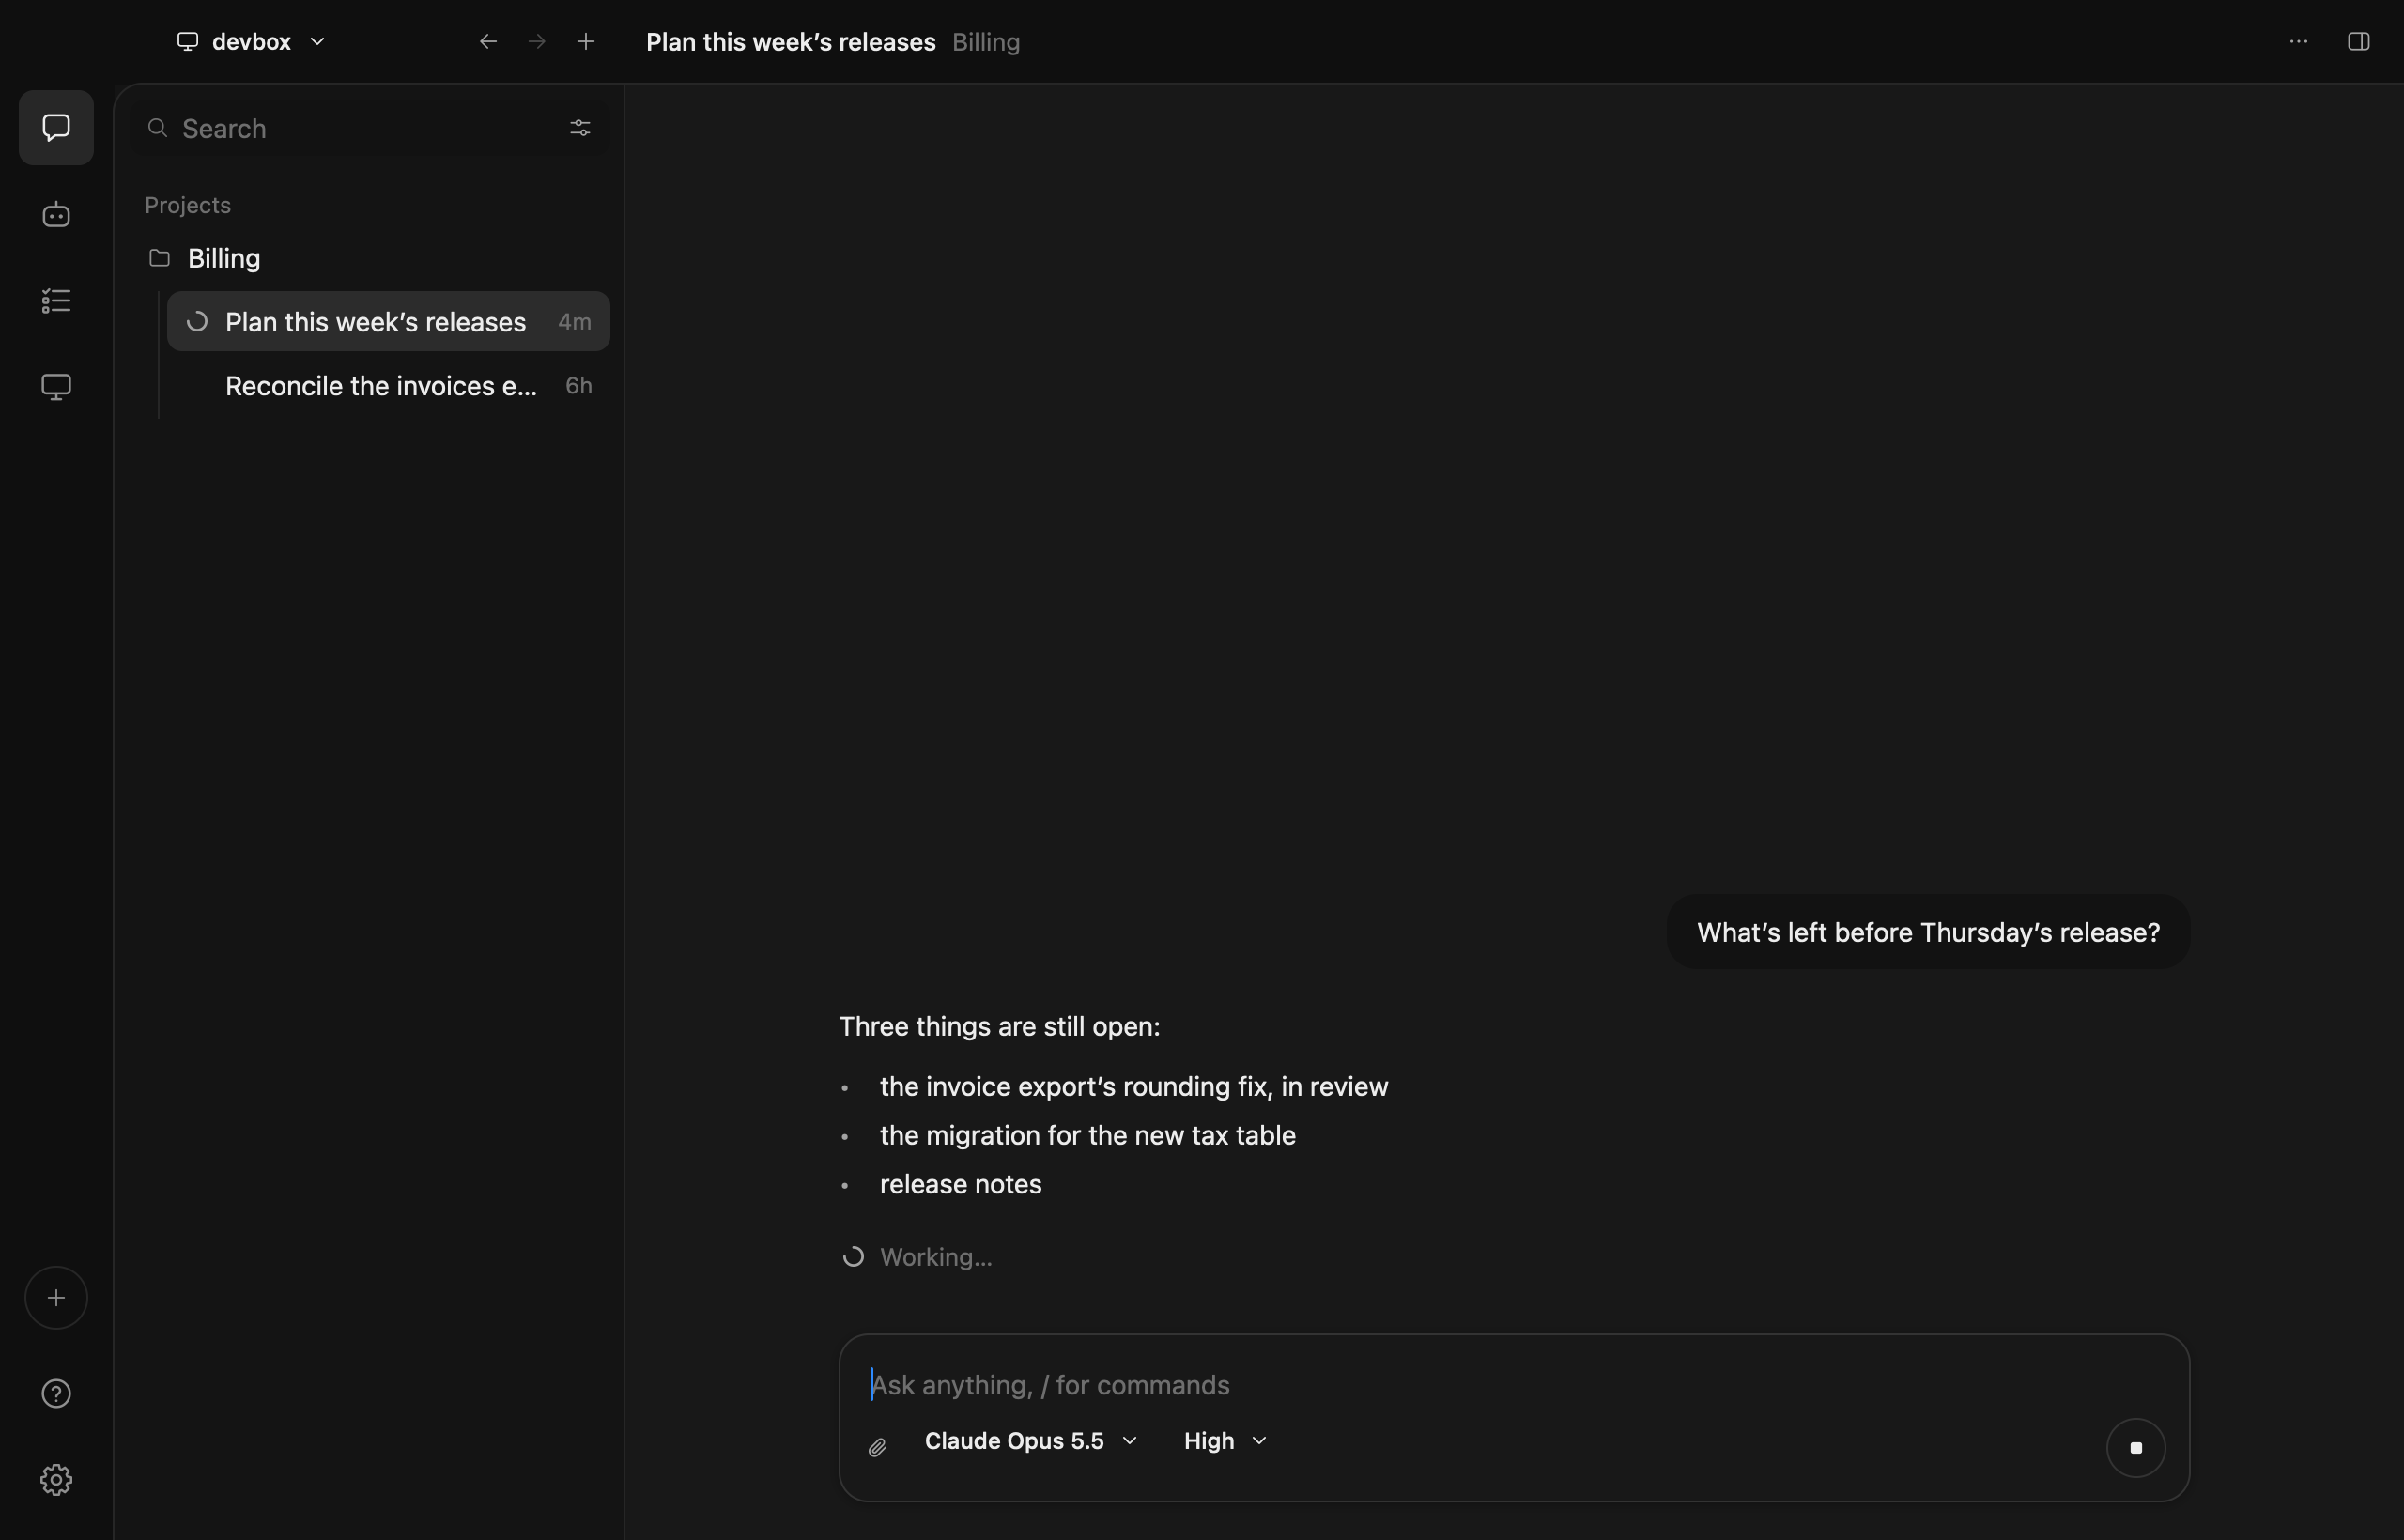 devbox
Plan this week’s releases Billing
Search
Projects
Billing
Plan this week’s releases 4m
Reconcile the invoices e... 6h
What’s left before Thursday’s release?
Three things are still open:
• the invoice export’s rounding fix, in review
• the migration for the new tax table
• release notes
Working...
Ask anything, / for commands
Claude Opus 5.5 High